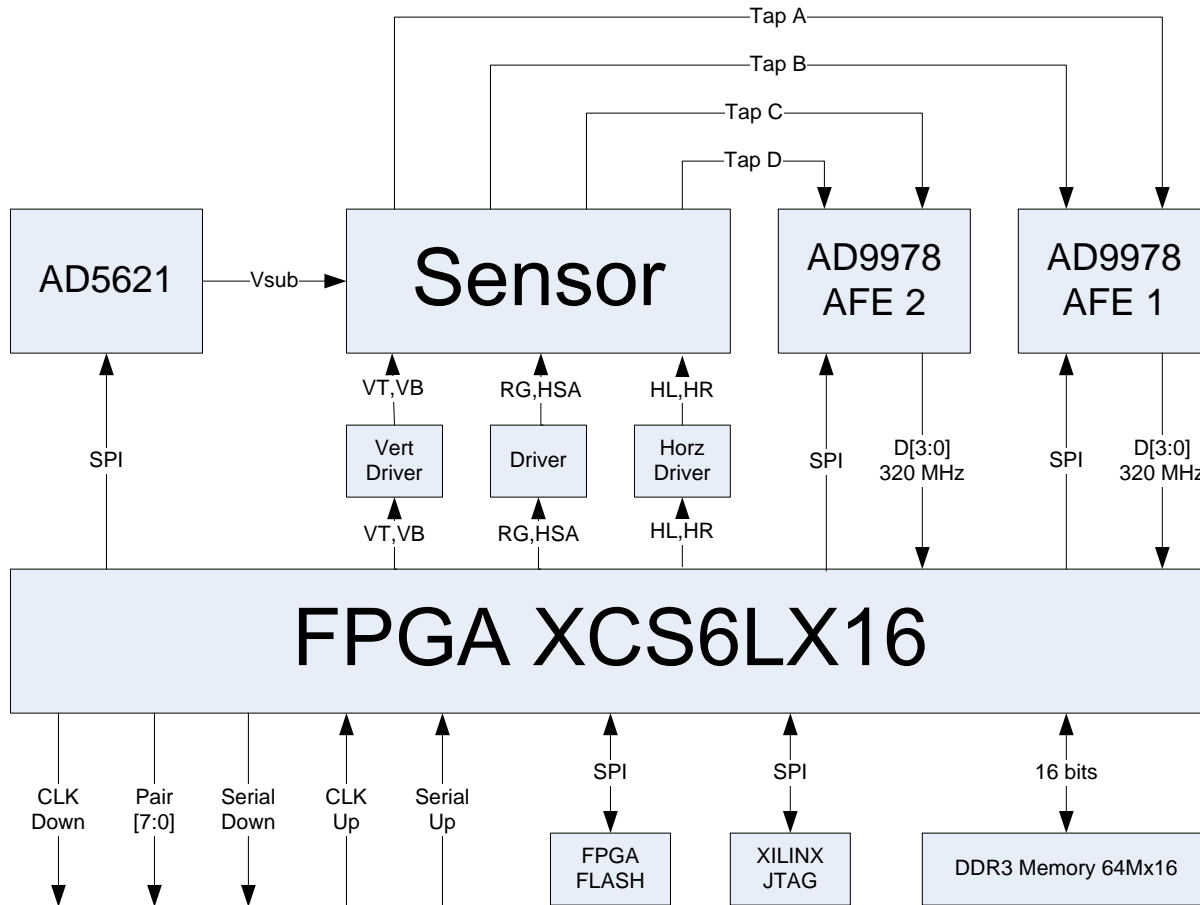 Tap A
Tap B
Tap C
Tap D
AD5621
Vsub
Sensor
AD9978
AFE 2
AD9978
AFE 1
VT,VB
RG,HSA
HL,HR
SPI
Vert
Driver
Driver
Horz
Driver
SPI
D[3:0]
320 MHz
SPI
D[3:0]
320 MHz
VT,VB
RG,HSA
HL,HR
FPGA XCS6LX16
CLK
Down
Pair
[7:0]
Serial
Down
CLK
Up
Serial
Up
SPI
SPI
16 bits
FPGA
FLASH
XILINX
JTAG
DDR3 Memory 64Mx16